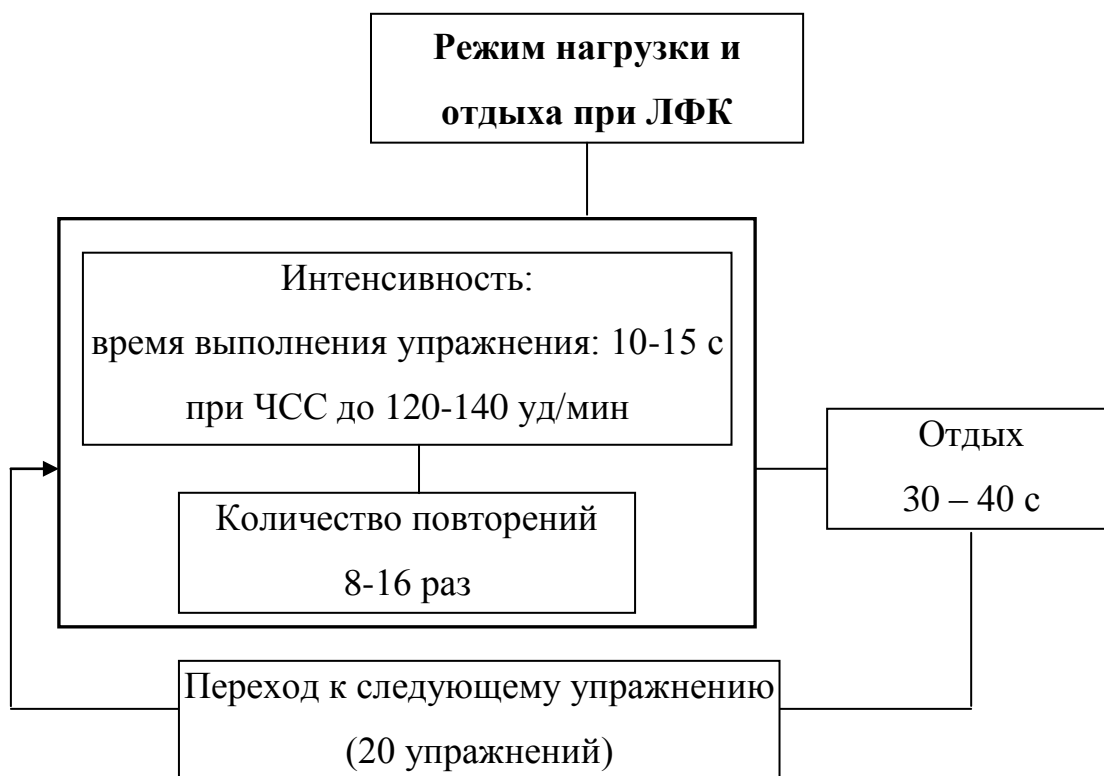 Режим нагрузки и
отдыха при ЛФК
Интенсивность:
время выполнения упражнения: 10-15 с
при ЧСС до 120-140 уд/мин
Количество повторений
8-16 раз
Отдых
30 – 40 с
Переход к следующему упражнению
(20 упражнений)